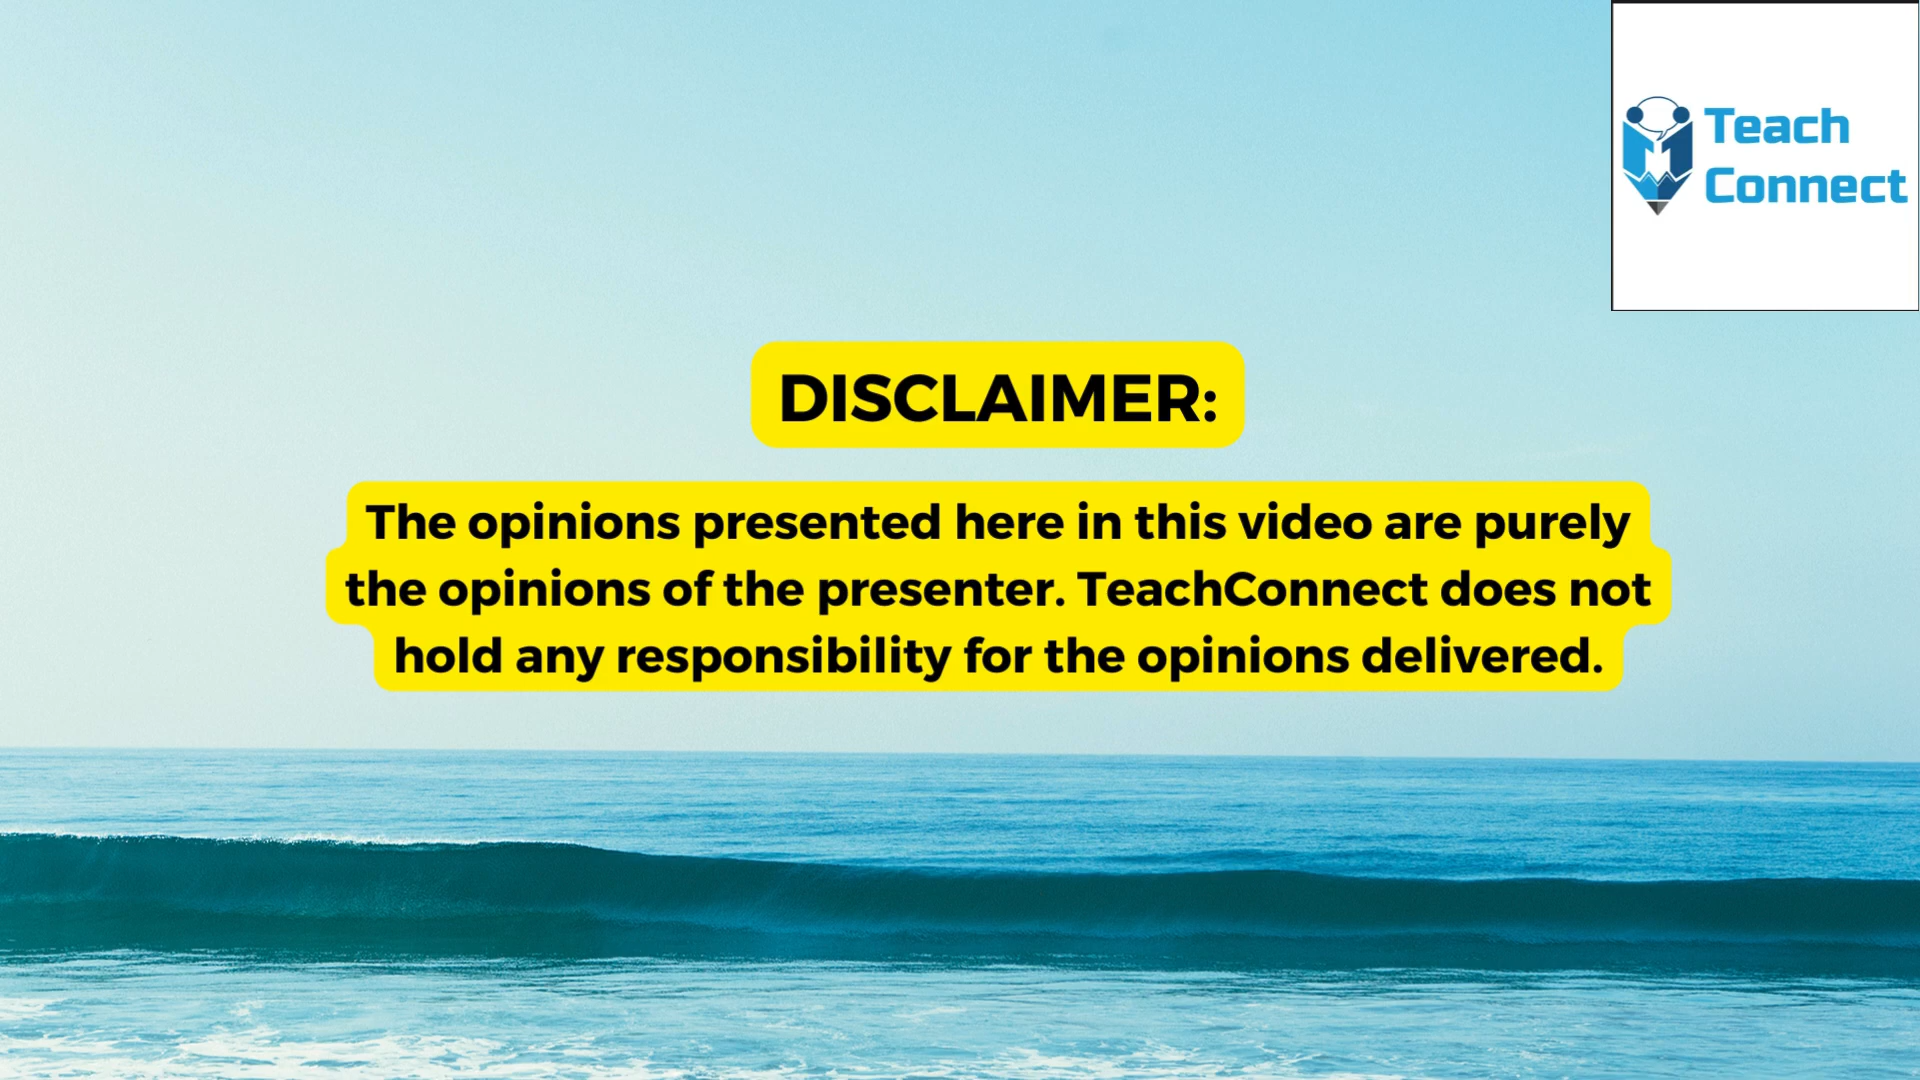 Teach
Connect
DISCLAIMER:
The opinions presented here in this video are purely
the opinions of the presenter. TeachConnect does not
hold any responsibility for the opinions delivered.